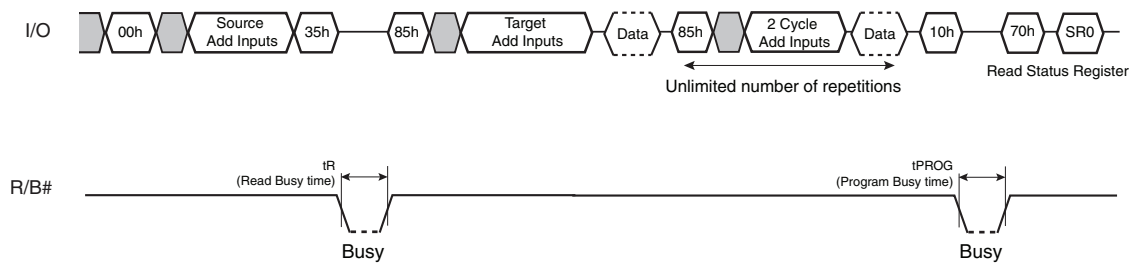 I/O
00h
Source
Add Inputs
35h
85h
Target
Add Inputs
Data
85h
2 Cycle
Add Inputs
Data
10h
70h
SR0
Unlimited number of repetitions
Read Status Register
R/B#
tR
(Read Busy time)
Busy
tPROG
(Program Busy time)
Busy